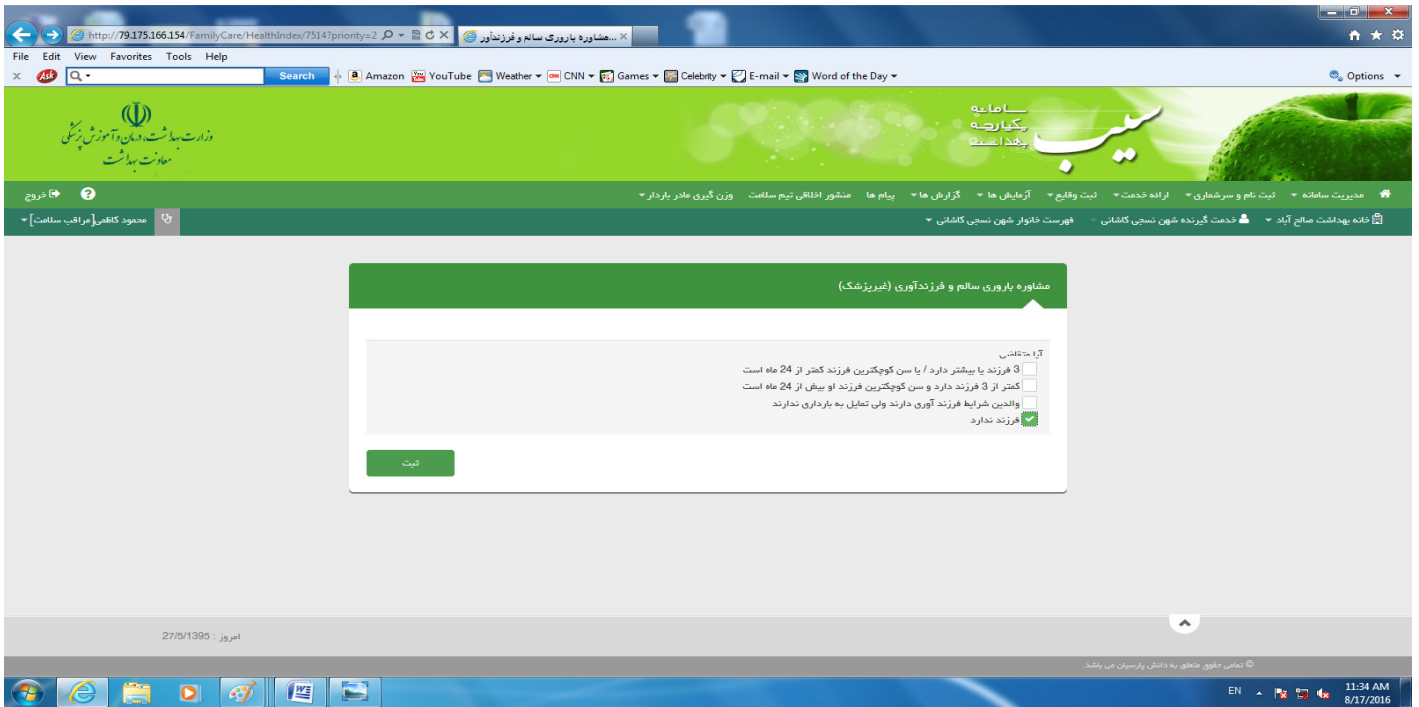 http://79.175.166.154/FamilyCare/HealthIndex/7514?priority=2
مشاوره باروری سالم و فرزندآور...
File Edit View Favorites Tools Help
Ask Search Amazon YouTube Weather CNN Games Celebrity E-mail Word of the Day Options
سامانه
یکپارچه
بهداشت
سیب
وزارت بهداشت، درمان و آموزش پزشکی
معاونت بهداشت
مدیریت سامانه ثبت نام و سرشماری ارائه خدمت ثبت وقایع آزمایش ها گزارش ها پیام ها منشور اخلاقی تیم سلامت وزن گیری مادر باردار ? خروج
خانه بهداشت صالح آباد خدمت گیرنده شهن نسجی کاشانی فهرست خانوار شهن نسجی کاشانی محمود کاظمی[مراقب سلامت]
مشاوره باروری سالم و فرزندآوری (غیرپزشک)
آیا متقاضی
3 فرزند یا بیشتر دارد / یا سن کوچکترین فرزند کمتر از 24 ماه است
کمتر از 3 فرزند دارد و سن کوچکترین فرزند او بیش از 24 ماه است
والدین شرایط فرزند آوری دارند ولی تمایل به بارداری ندارند
فرزند ندارد
ثبت
امروز : 27/5/1395
© تمامی حقوق متعلق به دانش پارسیان می باشد.
EN
11:34 AM
8/17/2016